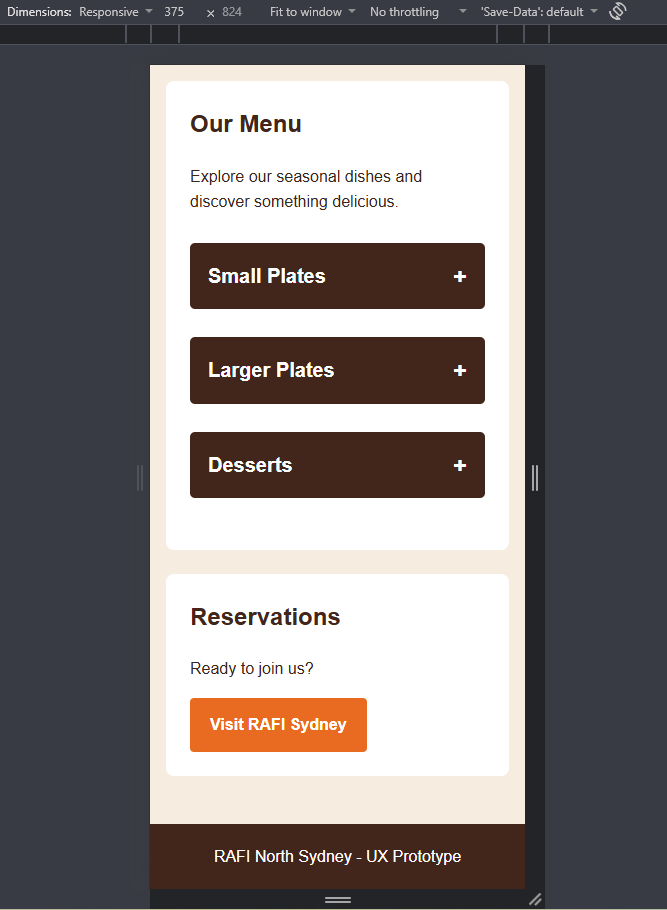 Dimensions: Responsive 375 × 824 Fit to window No throttling 'Save-Data': default
Our Menu
Explore our seasonal dishes and
discover something delicious.
Small Plates +
Larger Plates +
Desserts +
Reservations
Ready to join us?
Visit RAFI Sydney
RAFI North Sydney - UX Prototype